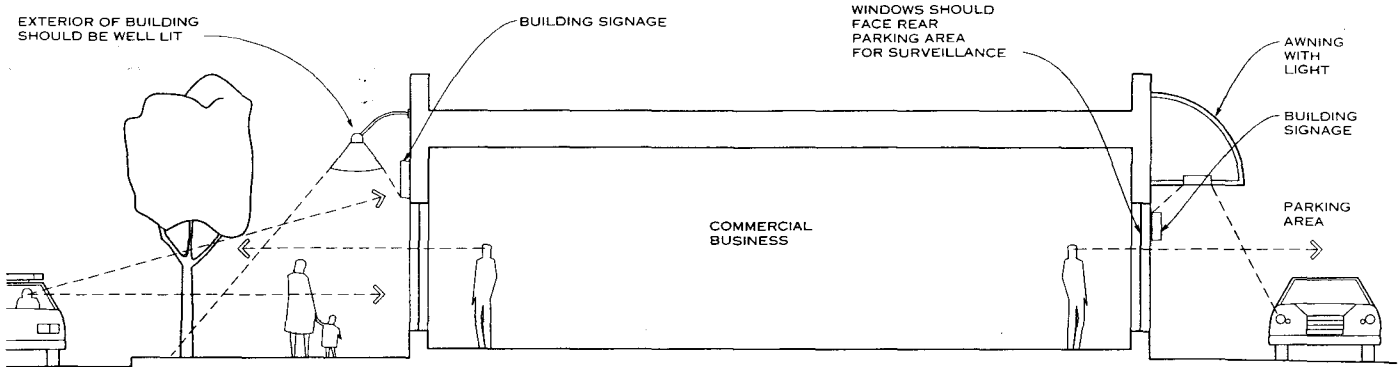 EXTERIOR OF BUILDING
SHOULD BE WELL LIT
BUILDING SIGNAGE
WINDOWS SHOULD
FACE REAR
PARKING AREA
FOR SURVEILLANCE
AWNING
WITH
LIGHT
BUILDING
SIGNAGE
PARKING
AREA
COMMERCIAL
BUSINESS